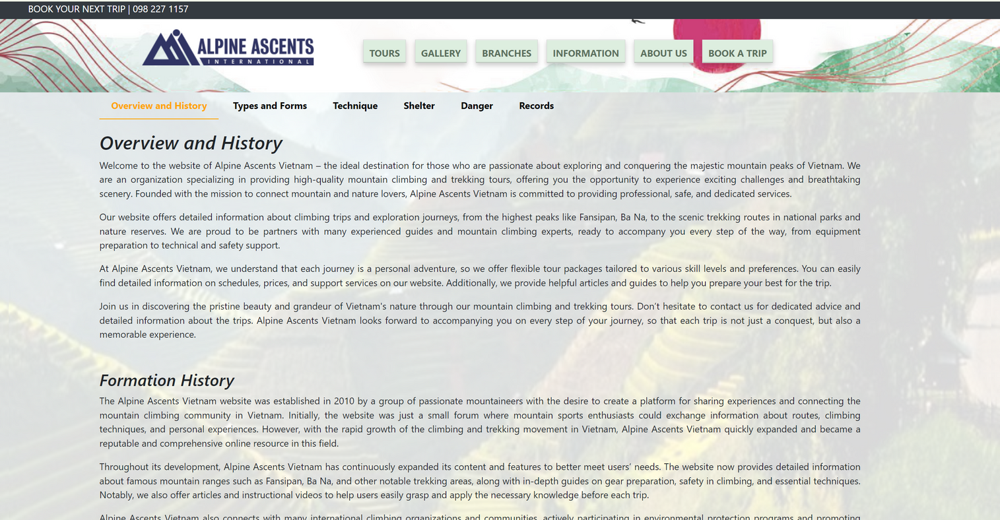 BOOK YOUR NEXT TRIP | 098 227 1157
ALPINE ASCENTS
INTERNATIONAL
TOURS
GALLERY
BRANCHES
INFORMATION
ABOUT US
BOOK A TRIP
Overview and History
Types and Forms
Technique
Shelter
Danger
Records
Overview and History
Welcome to the website of Alpine Ascents Vietnam – the ideal destination for those who are passionate about exploring and conquering the majestic mountain peaks of Vietnam. We
are an organization specializing in providing high-quality mountain climbing and trekking tours, offering you the opportunity to experience exciting challenges and breathtaking
scenery. Founded with the mission to connect mountain and nature lovers, Alpine Ascents Vietnam is committed to providing professional, safe, and dedicated services.
Our website offers detailed information about climbing trips and exploration journeys, from the highest peaks like Fansipan, Ba Na, to the scenic trekking routes in national parks and
nature reserves. We are proud to be partners with many experienced guides and mountain climbing experts, ready to accompany you every step of the way, from equipment
preparation to technical and safety support.
At Alpine Ascents Vietnam, we understand that each journey is a personal adventure, so we offer flexible tour packages tailored to various skill levels and preferences. You can easily
find detailed information on schedules, prices, and support services on our website. Additionally, we provide helpful articles and guides to help you prepare your best for the trip.
Join us in discovering the pristine beauty and grandeur of Vietnam's nature through our mountain climbing and trekking tours. Don’t hesitate to contact us for dedicated advice and
detailed information about the trips. Alpine Ascents Vietnam looks forward to accompanying you on every step of your journey, so that each trip is not just a conquest, but also a
memorable experience.
Formation History
The Alpine Ascents Vietnam website was established in 2010 by a group of passionate mountaineers with the desire to create a platform for sharing experiences and connecting the
mountain climbing community in Vietnam. Initially, the website was just a small forum where mountain sports enthusiasts could exchange information about routes, climbing
techniques, and personal experiences. However, with the rapid growth of the climbing and trekking movement in Vietnam, Alpine Ascents Vietnam quickly expanded and became a
reputable and comprehensive online resource in this field.
Throughout its development, Alpine Ascents Vietnam has continuously expanded its content and features to better meet users’ needs. The website now provides detailed information
about famous mountain ranges such as Fansipan, Ba Na, and other notable trekking areas, along with in-depth guides on gear preparation, safety in climbing, and essential techniques.
Notably, we also offer articles and instructional videos to help users easily grasp and apply the necessary knowledge before each trip.
Alpine Ascents Vietnam also connects with many international climbing organizations and communities, actively participating in environmental protection programs and promoting